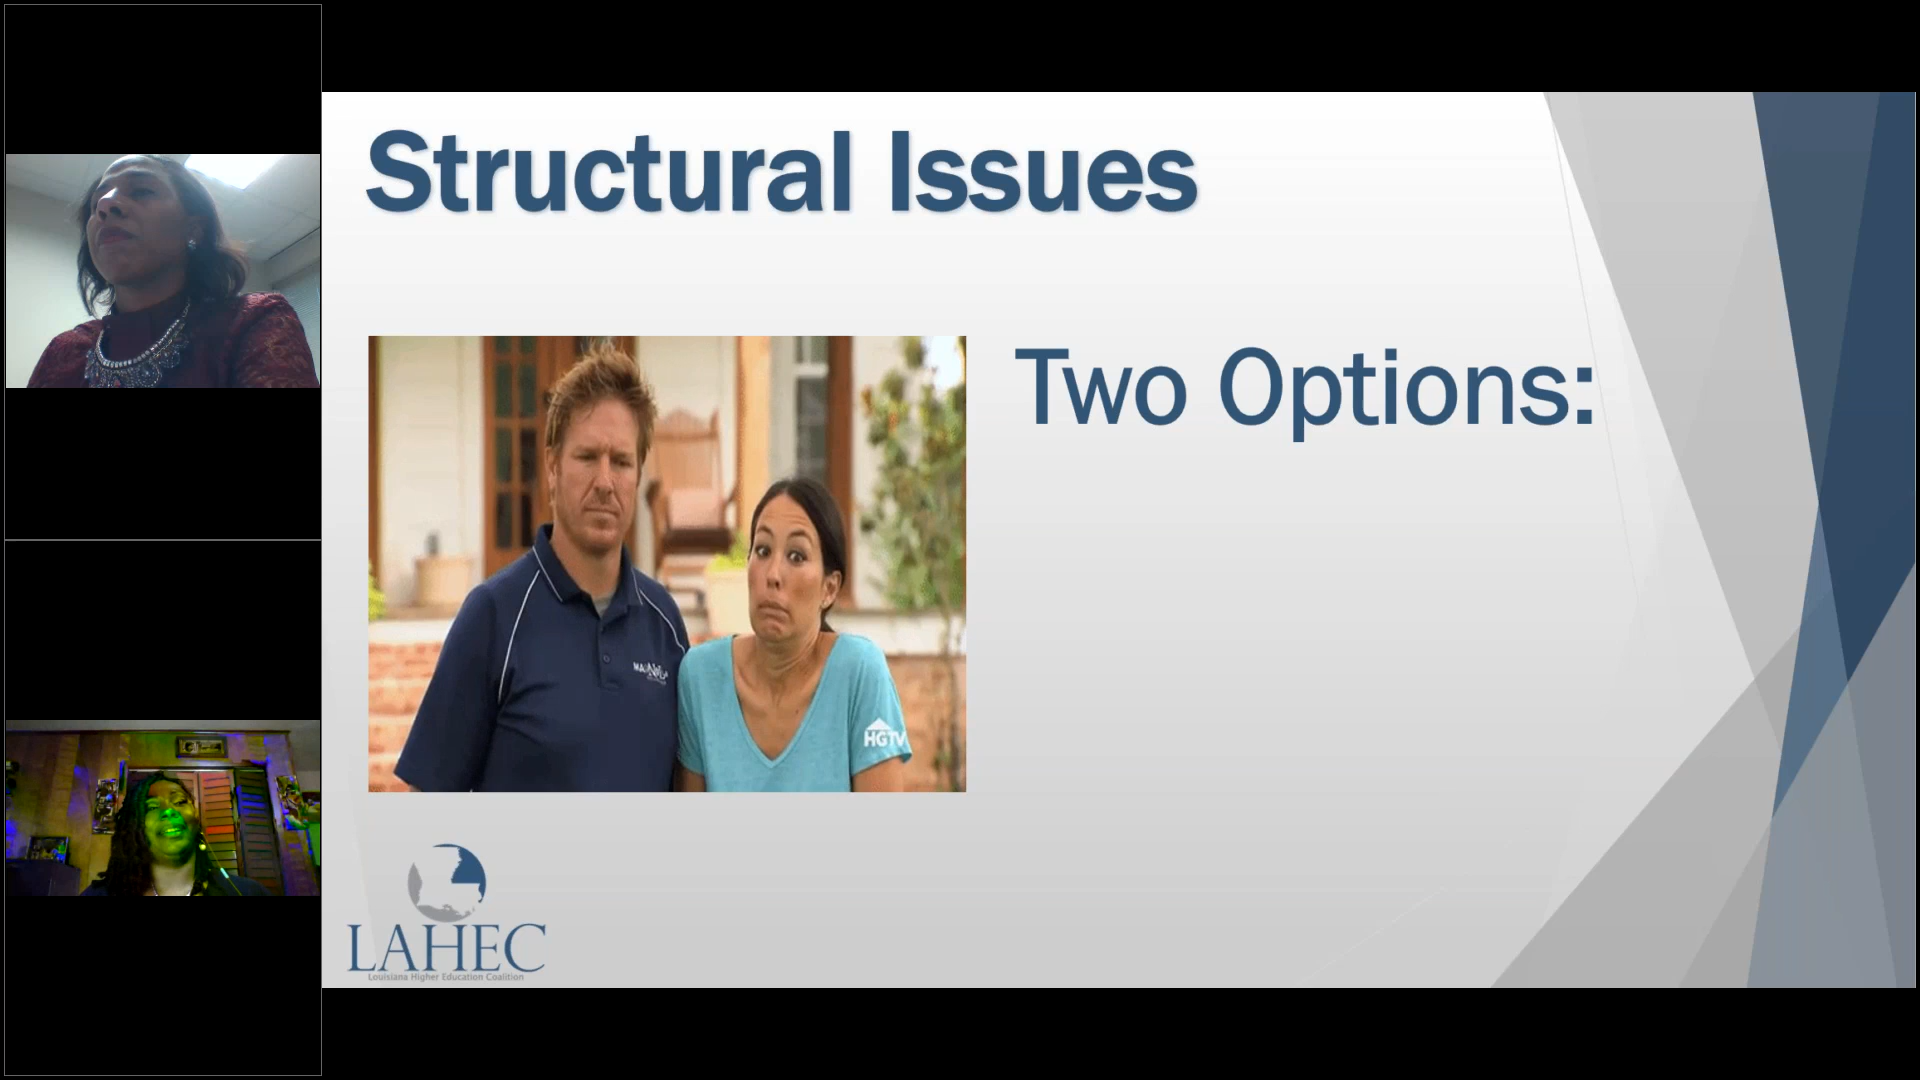 Structural Issues
Two Options:
HGTV
LAHEC
Louisiana Higher Education Coalition